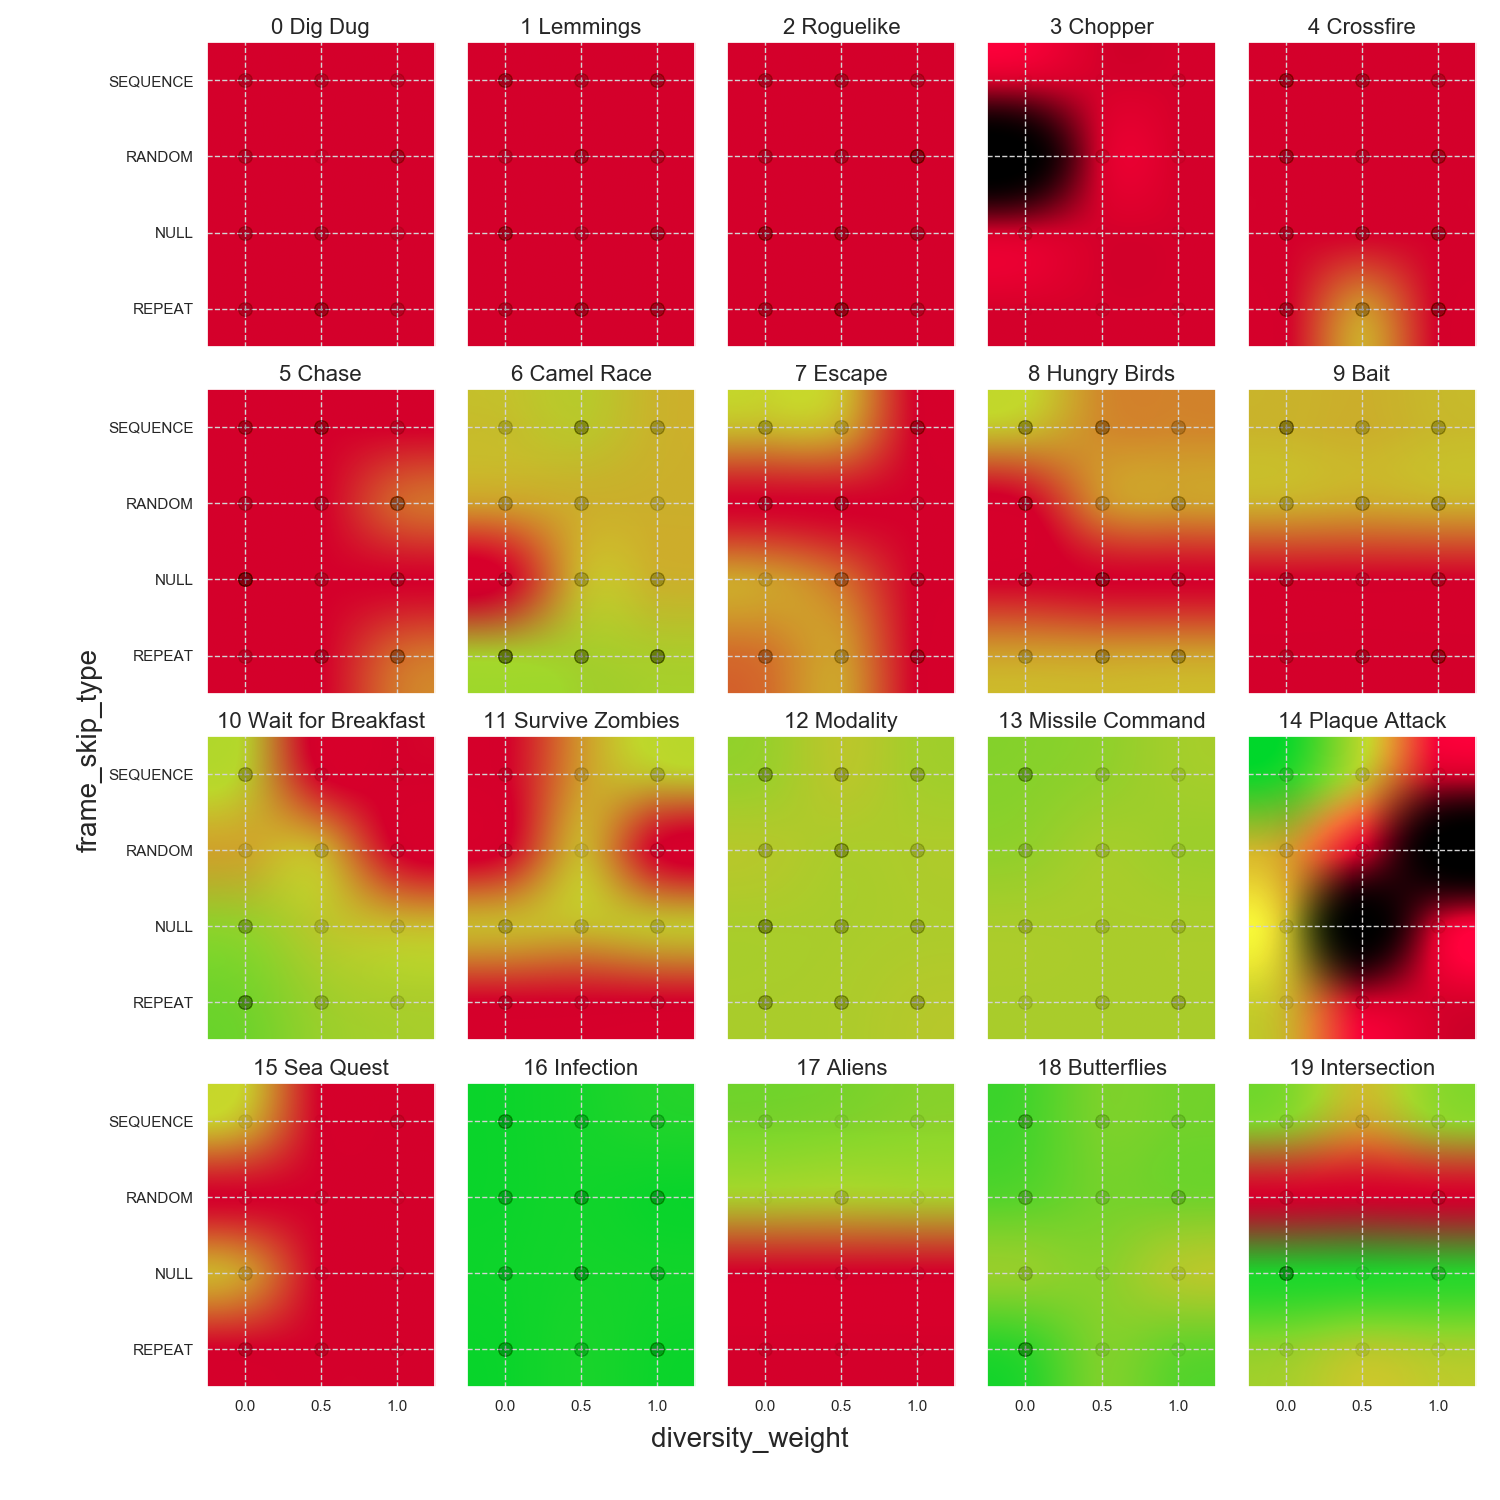 0 Dig Dug
1 Lemmings
2 Roguelike
3 Chopper
4 Crossfire
SEQUENCE
RANDOM
NULL
REPEAT
5 Chase
6 Camel Race
7 Escape
8 Hungry Birds
9 Bait
SEQUENCE
RANDOM
NULL
REPEAT
frame_skip_type
10 Wait for Breakfast
11 Survive Zombies
12 Modality
13 Missile Command
14 Plaque Attack
SEQUENCE
RANDOM
NULL
REPEAT
15 Sea Quest
16 Infection
17 Aliens
18 Butterflies
19 Intersection
SEQUENCE
RANDOM
NULL
REPEAT
0.0 0.5 1.0 0.0 0.5 1.0 0.0 0.5 1.0 0.0 0.5 1.0 0.0 0.5 1.0
diversity_weight